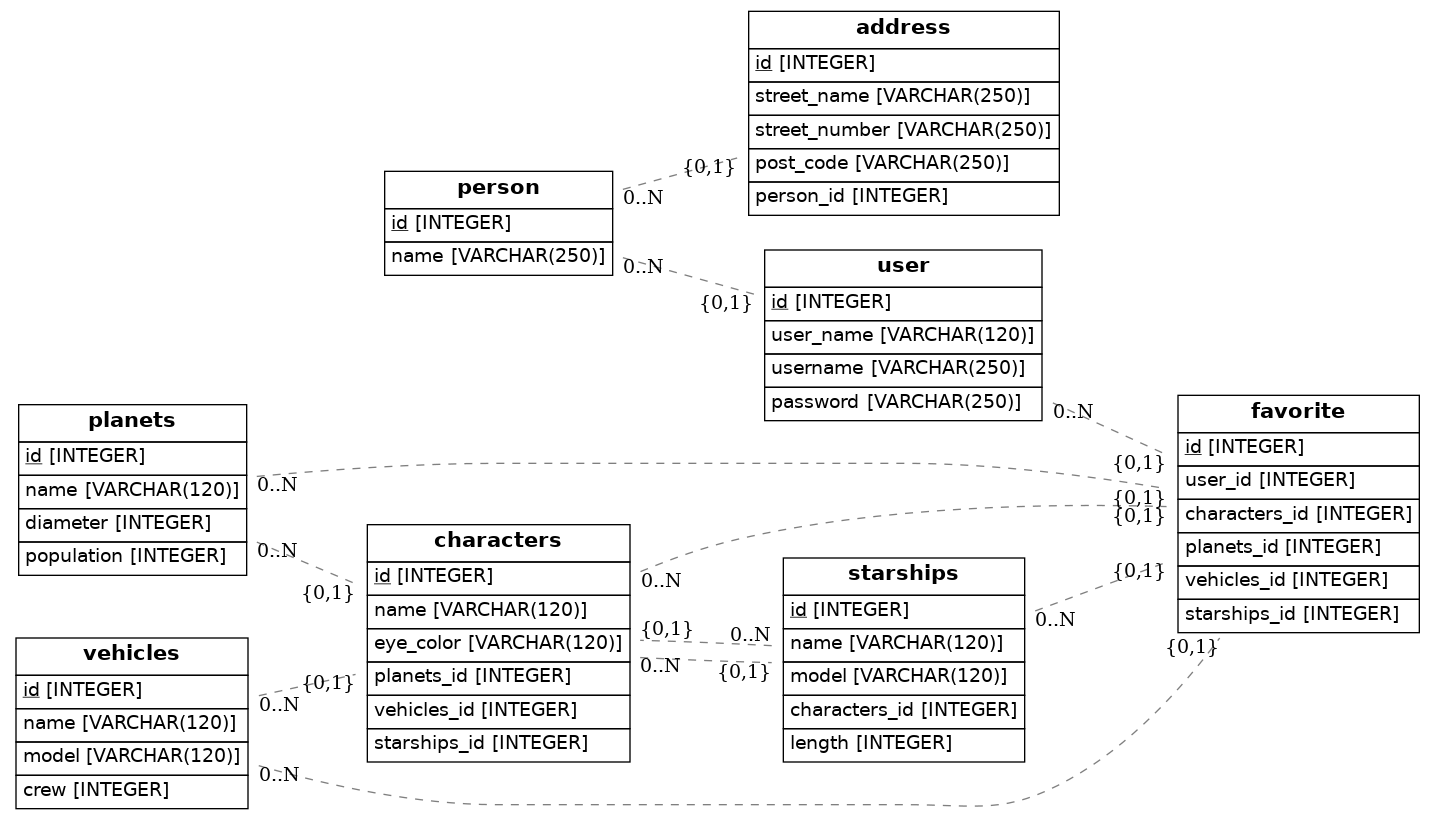 address
id [INTEGER]
street_name [VARCHAR(250)]
street_number [VARCHAR(250)]
post_code [VARCHAR(250)]
person_id [INTEGER]
{0,1}
0..N
person
id [INTEGER]
name [VARCHAR(250)]
0..N
{0,1}
user
id [INTEGER]
user_name [VARCHAR(120)]
username [VARCHAR(250)]
password [VARCHAR(250)]
0..N
{0,1}
favorite
id [INTEGER]
user_id [INTEGER]
characters_id [INTEGER]
planets_id [INTEGER]
vehicles_id [INTEGER]
starships_id [INTEGER]
{0,1}
{0,1}
{0,1}
{0,1}
planets
id [INTEGER]
name [VARCHAR(120)]
diameter [INTEGER]
population [INTEGER]
0..N
0..N
{0,1}
characters
id [INTEGER]
name [VARCHAR(120)]
eye_color [VARCHAR(120)]
planets_id [INTEGER]
vehicles_id [INTEGER]
starships_id [INTEGER]
0..N
{0,1}
0..N
0..N
{0,1}
starships
id [INTEGER]
name [VARCHAR(120)]
model [VARCHAR(120)]
characters_id [INTEGER]
length [INTEGER]
0..N
vehicles
id [INTEGER]
name [VARCHAR(120)]
model [VARCHAR(120)]
crew [INTEGER]
0..N
{0,1}
0..N